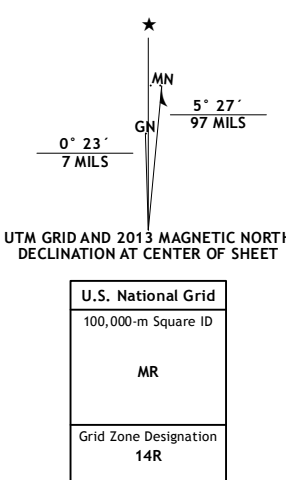 ★
MN
GN
5° 27´
97 MILS
0° 23´
7 MILS
UTM GRID AND 2013 MAGNETIC NORTH
DECLINATION AT CENTER OF SHEET
U.S. National Grid
100,000-m Square ID
MR
Grid Zone Designation
14R